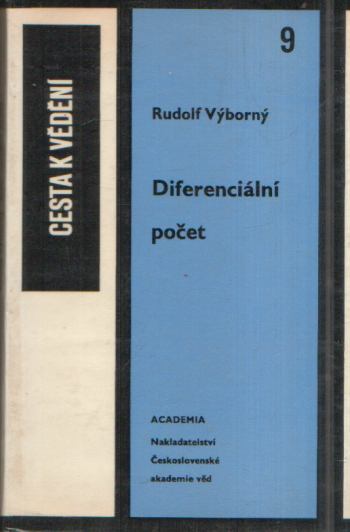 CESTA K VĚDĚNÍ
9
Rudolf Výborný
Diferenciální
počet
ACADEMIA
Nakladatelství
Československé
akademie věd